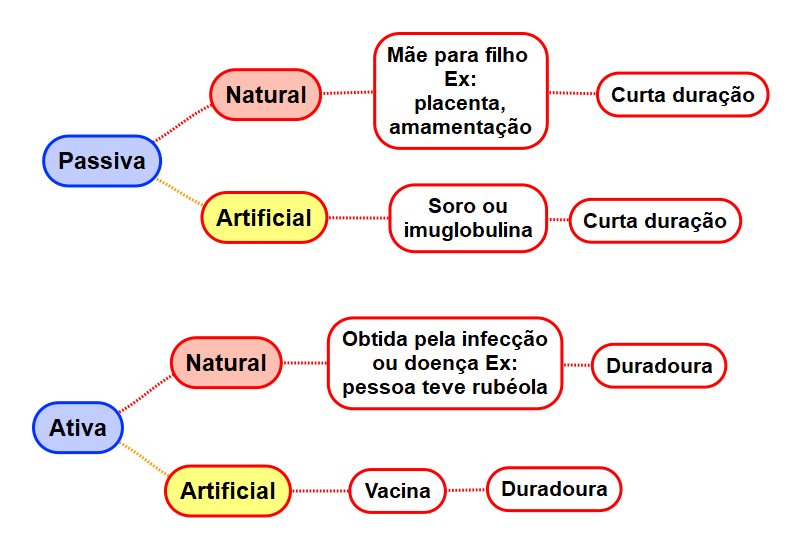 Passiva
Natural
Mãe para filho
Ex:
placenta,
amamentação
Curta duração
Artificial
Soro ou
imuglobulina
Curta duração
Ativa
Natural
Obtida pela infecção
ou doença Ex:
pessoa teve rubéola
Duradoura
Artificial
Vacina
Duradoura